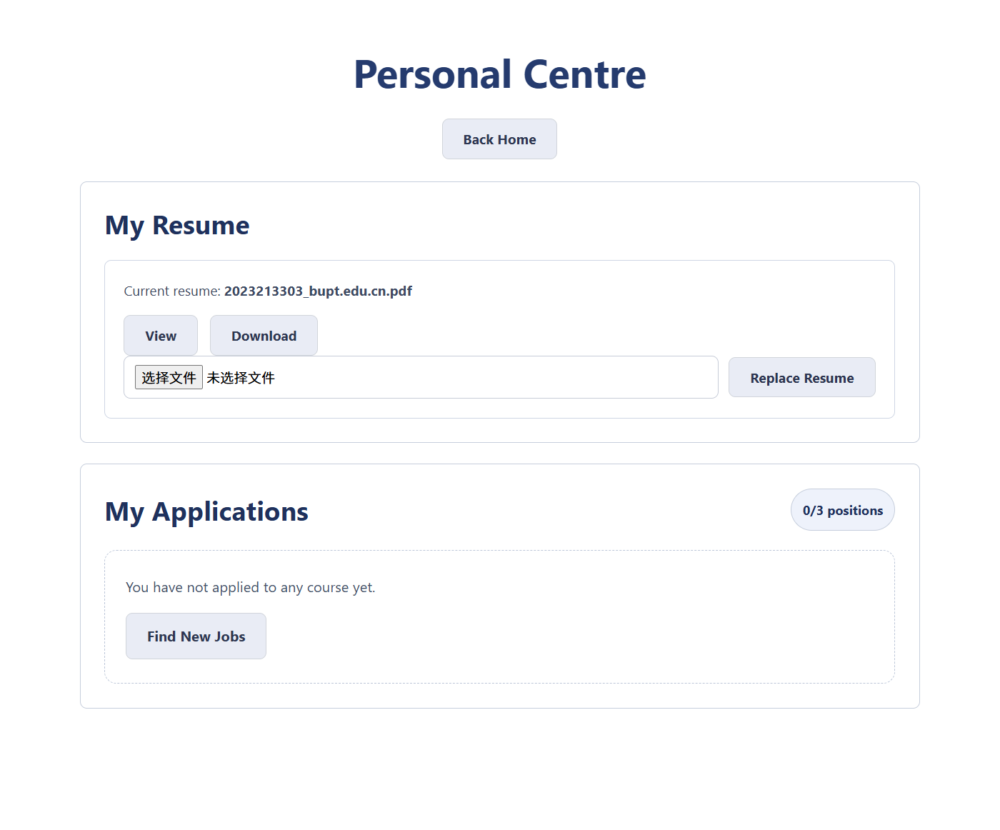 Personal Centre
Back Home
My Resume
Current resume: 2023213303_bupt.edu.cn.pdf
View Download
选择文件 未选择文件 Replace Resume
My Applications 0/3 positions
You have not applied to any course yet.
Find New Jobs